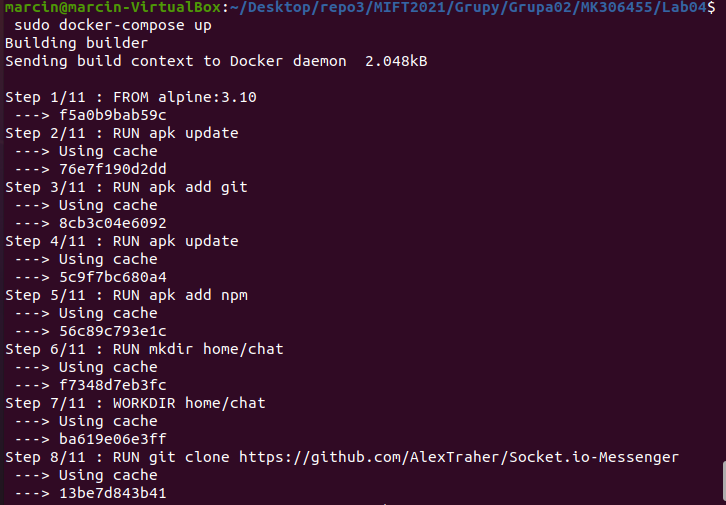 marcin@marcin-VirtualBox:~/Desktop/repo3/MIFT2021/Grupy/Grupa02/MK306455/Lab04$
sudo docker-compose up
Building builder
Sending build context to Docker daemon  2.048kB
Step 1/11 : FROM alpine:3.10
---> f5a0b9bab59c
Step 2/11 : RUN apk update
---> Using cache
---> 76e7f190d2dd
Step 3/11 : RUN apk add git
---> Using cache
---> 8cb3c04e6092
Step 4/11 : RUN apk update
---> Using cache
---> 5c9f7bc680a4
Step 5/11 : RUN apk add npm
---> Using cache
---> 56c89c793e1c
Step 6/11 : RUN mkdir home/chat
---> Using cache
---> f7348d7eb3fc
Step 7/11 : WORKDIR home/chat
---> Using cache
---> ba619e06e3ff
Step 8/11 : RUN git clone https://github.com/AlexTraher/Socket.io-Messenger
---> Using cache
---> 13be7d843b41